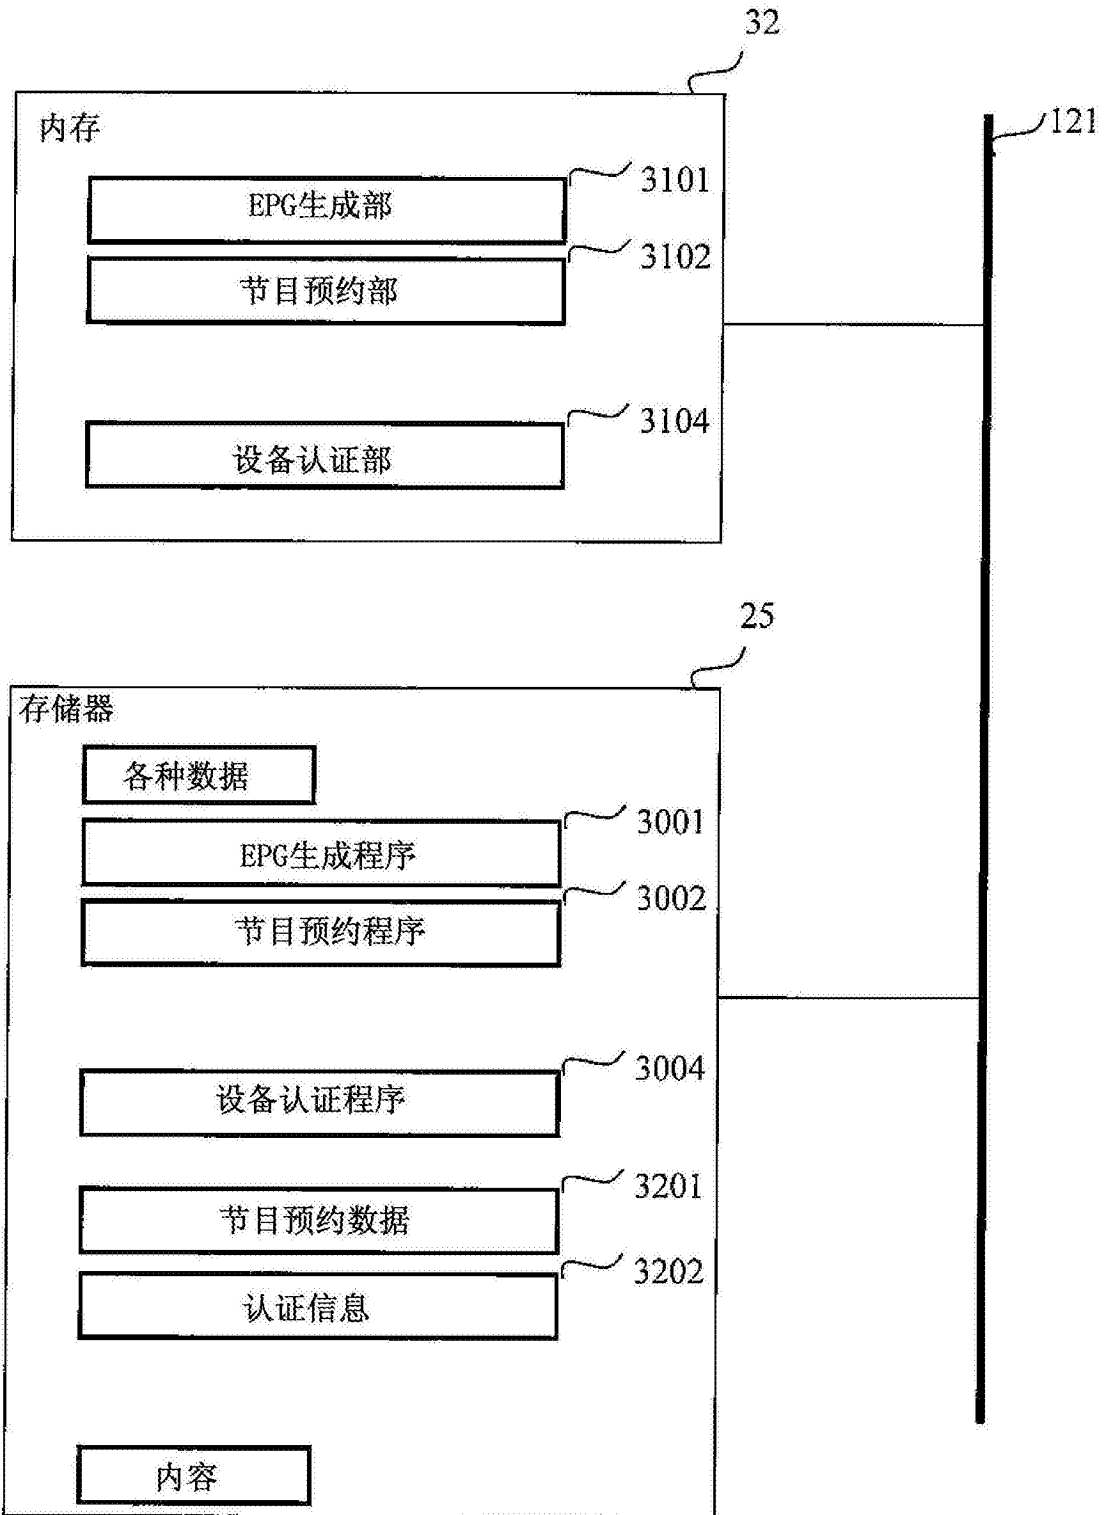 32
121
内存
3101
EPG生成部
3102
节目预约部
3104
设备认证部
25
存储器
各种数据
3001
EPG生成程序
3002
节目预约程序
3004
设备认证程序
3201
节目预约数据
3202
认证信息
内容